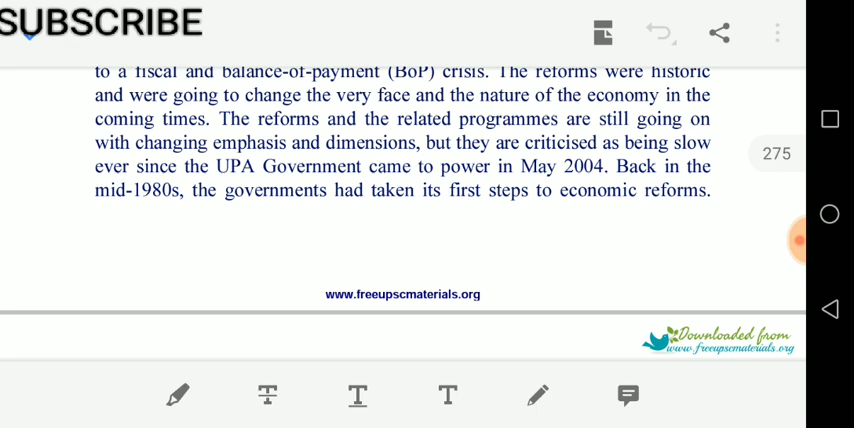 SUBSCRIBE
to a fiscal and balance-of-payment (BoP) crisis. The reforms were historic
and were going to change the very face and the nature of the economy in the
coming times. The reforms and the related programmes are still going on
with changing emphasis and dimensions, but they are criticised as being slow
275
ever since the UPA Government came to power in May 2004. Back in the
mid-1980s, the governments had taken its first steps to economic reforms.
www.freeupscmaterials.org
Downloaded from
www.freeupscmaterials.org
T
T
T